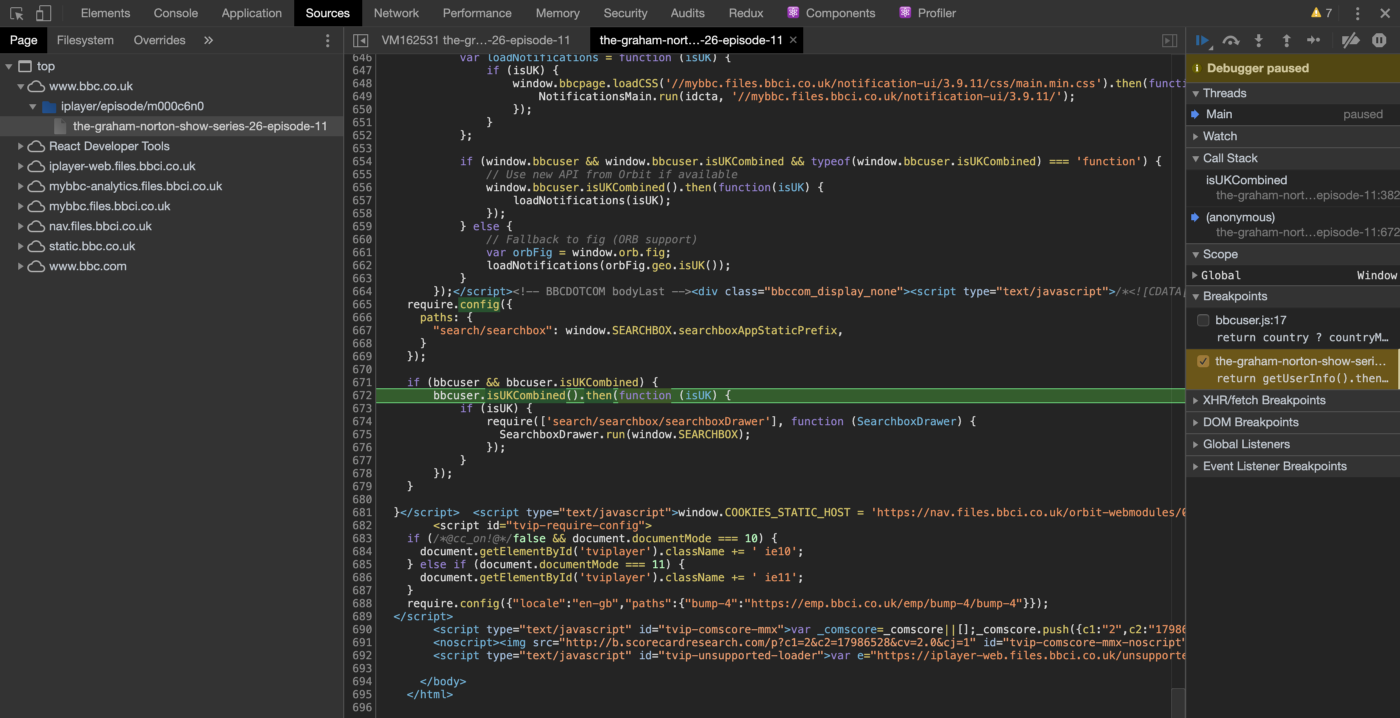 Elements Console Application Sources Network Performance Memory Security Audits Redux Components Profiler 7
Page Filesystem Overrides »
VM162531 the-gr...-26-episode-11 the-graham-nort...-26-episode-11 ×
top
www.bbc.co.uk
iplayer/episode/m000c6n0
the-graham-norton-show-series-26-episode-11
React Developer Tools
iplayer-web.files.bbci.co.uk
mybbc-analytics.files.bbci.co.uk
mybbc.files.bbci.co.uk
nav.files.bbci.co.uk
static.bbc.co.uk
www.bbc.com
646 var loadNotifications = function (isUK) {
647 if (isUK) {
648 window.bbcpage.loadCSS('//mybbc.files.bbci.co.uk/notification-ui/3.9.11/css/main.min.css').then(functi
649 NotificationsMain.run(idcta, '//mybbc.files.bbci.co.uk/notification-ui/3.9.11/');
650 });
651 }
652 };
653
654 if (window.bbcuser && window.bbcuser.isUKCombined && typeof(window.bbcuser.isUKCombined) === 'function') {
655 // Use new API from Orbit if available
656 window.bbcuser.isUKCombined().then(function(isUK) {
657 loadNotifications(isUK);
658 });
659 } else {
660 // Fallback to fig (ORB support)
661 var orbFig = window.orb.fig;
662 loadNotifications(orbFig.geo.isUK());
663 }
664 });</script><!-- BBCDOTCOM bodyLast --><div class="bbccom_display_none"><script type="text/javascript">/*<![CDATA[
665 require.config({
666 paths: {
667 "search/searchbox": window.SEARCHBOX.searchboxAppStaticPrefix,
668 }
669 });
670
671 if (bbcuser && bbcuser.isUKCombined) {
672 bbcuser.isUKCombined().then(function (isUK) {
673 if (isUK) {
674 require(['search/searchbox/searchboxDrawer'], function (SearchboxDrawer) {
675 SearchboxDrawer.run(window.SEARCHBOX);
676 });
677 }
678 });
679 }
680
681 }</script> <script type="text/javascript">window.COOKIES_STATIC_HOST = 'https://nav.files.bbci.co.uk/orbit-webmodules/0
682 <script id="tvip-require-config">
683 if (/*@cc_on!@*/false && document.documentMode === 10) {
684 document.getElementById('tviplayer').className += ' ie10';
685 } else if (document.documentMode === 11) {
686 document.getElementById('tviplayer').className += ' ie11';
687 }
688 require.config({"locale":"en-gb","paths":{"bump-4":"https://emp.bbci.co.uk/emp/bump-4/bump-4"}});
689 </script>
690 <script type="text/javascript" id="tvip-comscore-mmx">var _comscore=_comscore||[];_comscore.push({c1:"2",c2:"17986
691 <noscript><img src="http://b.scorecardresearch.com/p?c1=2&c2=17986528&cv=2.0&cj=1" id="tvip-comscore-mmx-noscript"
692 <script type="text/javascript" id="tvip-unsupported-loader">var e="https://iplayer-web.files.bbci.co.uk/unsupporte
693
694 </body>
695 </html>
696
Debugger paused
Threads
Main paused
Watch
Call Stack
isUKCombined
the-graham-nort...episode-11:382
(anonymous)
the-graham-nort...episode-11:672
Scope
Global Window
Breakpoints
bbcuser.js:17
return country ? countryM...
the-graham-norton-show-seri...
return getUserInfo().then...
XHR/fetch Breakpoints
DOM Breakpoints
Global Listeners
Event Listener Breakpoints